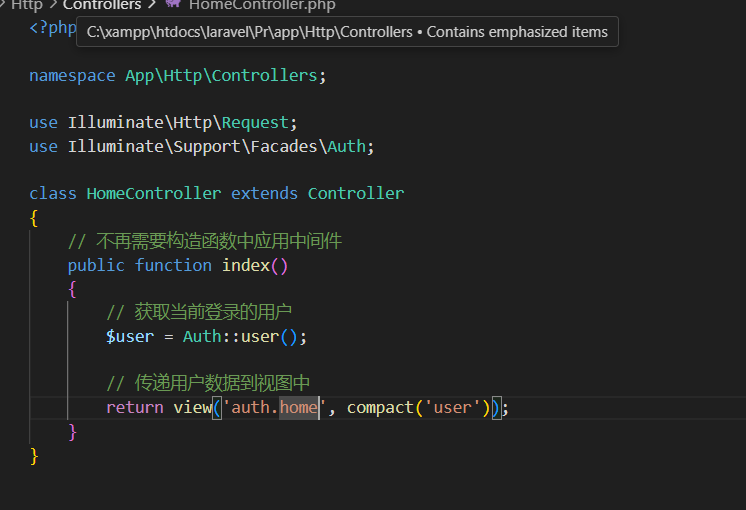 Http > Controllers > HomeController.php
<?php
C:\xampp\htdocs\laravel\Pr\app\Http\Controllers • Contains emphasized items
namespace App\Http\Controllers;
use Illuminate\Http\Request;
use Illuminate\Support\Facades\Auth;
class HomeController extends Controller
{
// 不再需要构造函数中应用中间件
public function index()
{
// 获取当前登录的用户
$user = Auth::user();
// 传递用户数据到视图中
return view('auth.home', compact('user'));
}
}